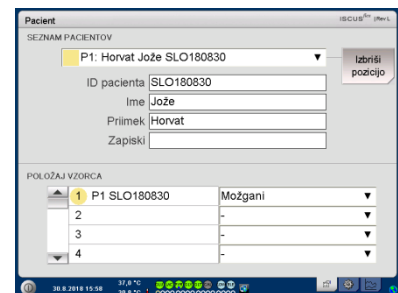 Pacient ISCUSflex
SEZNAM PACIENTOV
P1: Horvat Jože SLO180830
Izbriši
pozicijo
ID pacienta SLO180830
Ime Jože
Priimek Horvat
Zapiski
POLOŽAJ VZORCA
1 P1 SLO180830 Možgani
2 -
3 -
4 -
30.8.2018 15:58 37,0 °C